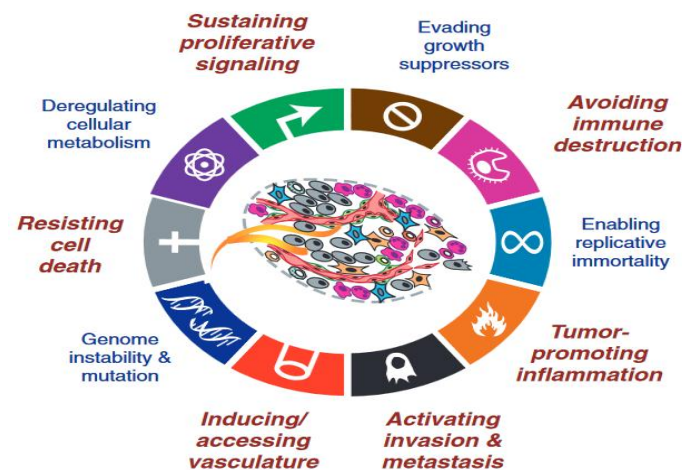 Sustaining
proliferative
signaling
Evading
growth
suppressors
Deregulating
cellular
metabolism
Avoiding
immune
destruction
Resisting
cell
death
Enabling
replicative
immortality
Genome
instability &
mutation
Tumor-
promoting
inflammation
Inducing/
accessing
vasculature
Activating
invasion &
metastasis